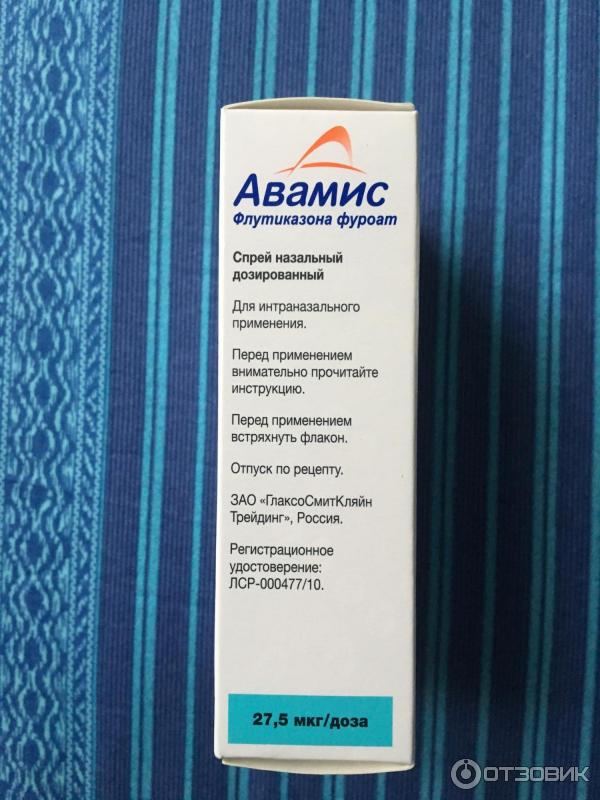 Авамис
Флутиказона фуроат
Спрей назальный
дозированный
Для интраназального
применения.
Перед применением
внимательно прочитайте
инструкцию.
Перед применением
встряхнуть флакон.
Отпуск по рецепту.
ЗАО «ГлаксоСмитКляйн
Трейдинг», Россия.
Регистрационное
удостоверение:
ЛСР-000477/10.
27,5 мкг/доза
ОТЗОВИК